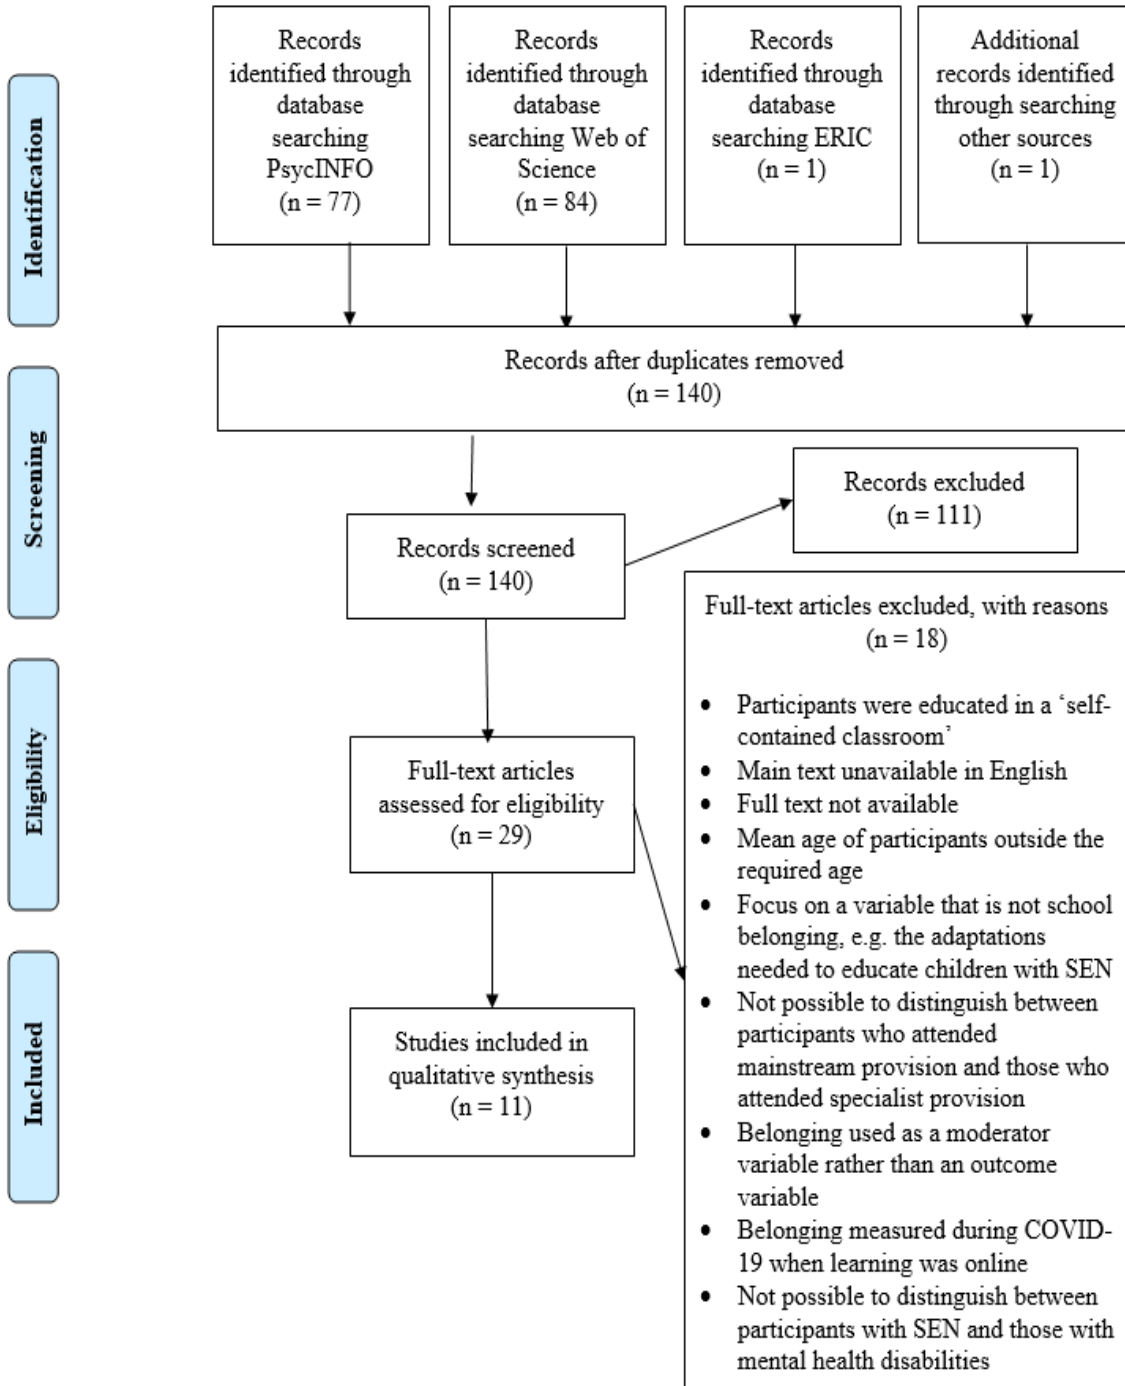 Identification
Records
identified through
database
searching
PsycINFO
(n = 77)
Records
identified through
database
searching Web of
Science
(n = 84)
Records
identified through
database
searching ERIC
(n = 1)
Additional
records identified
through searching
other sources
(n = 1)
Records after duplicates removed
(n = 140)
Screening
Records screened
(n = 140)
Records excluded
(n = 111)
Eligibility
Full-text articles
assessed for eligibility
(n = 29)
Full-text articles excluded, with reasons
(n = 18)
• Participants were educated in a ‘self-
contained classroom’
• Main text unavailable in English
• Full text not available
• Mean age of participants outside the
required age
• Focus on a variable that is not school
belonging, e.g. the adaptations
needed to educate children with SEN
• Not possible to distinguish between
participants who attended
mainstream provision and those who
attended specialist provision
• Belonging used as a moderator
variable rather than an outcome
variable
• Belonging measured during COVID-
19 when learning was online
• Not possible to distinguish between
participants with SEN and those with
mental health disabilities
Included
Studies included in
qualitative synthesis
(n = 11)